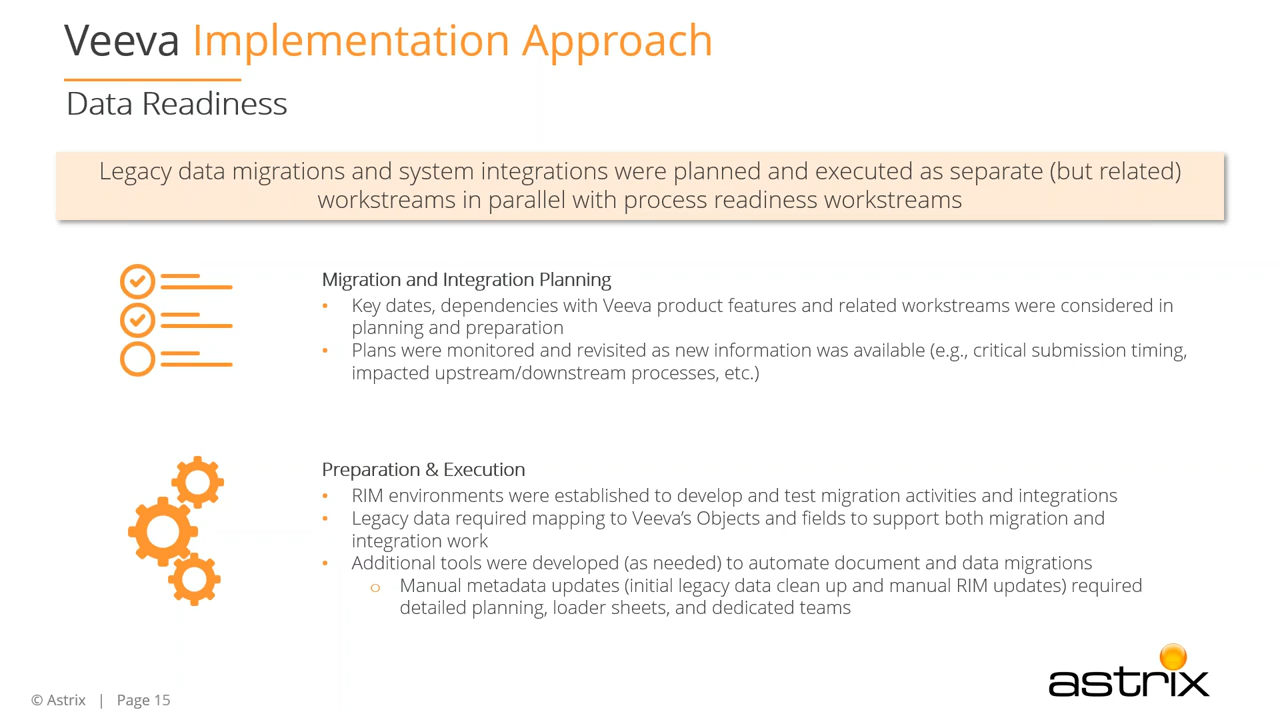 Veeva Implementation Approach
Data Readiness
Legacy data migrations and system integrations were planned and executed as separate (but related)
workstreams in parallel with process readiness workstreams
Migration and Integration Planning
• Key dates, dependencies with Veeva product features and related workstreams were considered in
planning and preparation
• Plans were monitored and revisited as new information was available (e.g., critical submission timing,
impacted upstream/downstream processes, etc.)
Preparation & Execution
• RIM environments were established to develop and test migration activities and integrations
• Legacy data required mapping to Veeva’s Objects and fields to support both migration and
integration work
• Additional tools were developed (as needed) to automate document and data migrations
o Manual metadata updates (initial legacy data clean up and manual RIM updates) required
detailed planning, loader sheets, and dedicated teams
astrix
© Astrix | Page 15